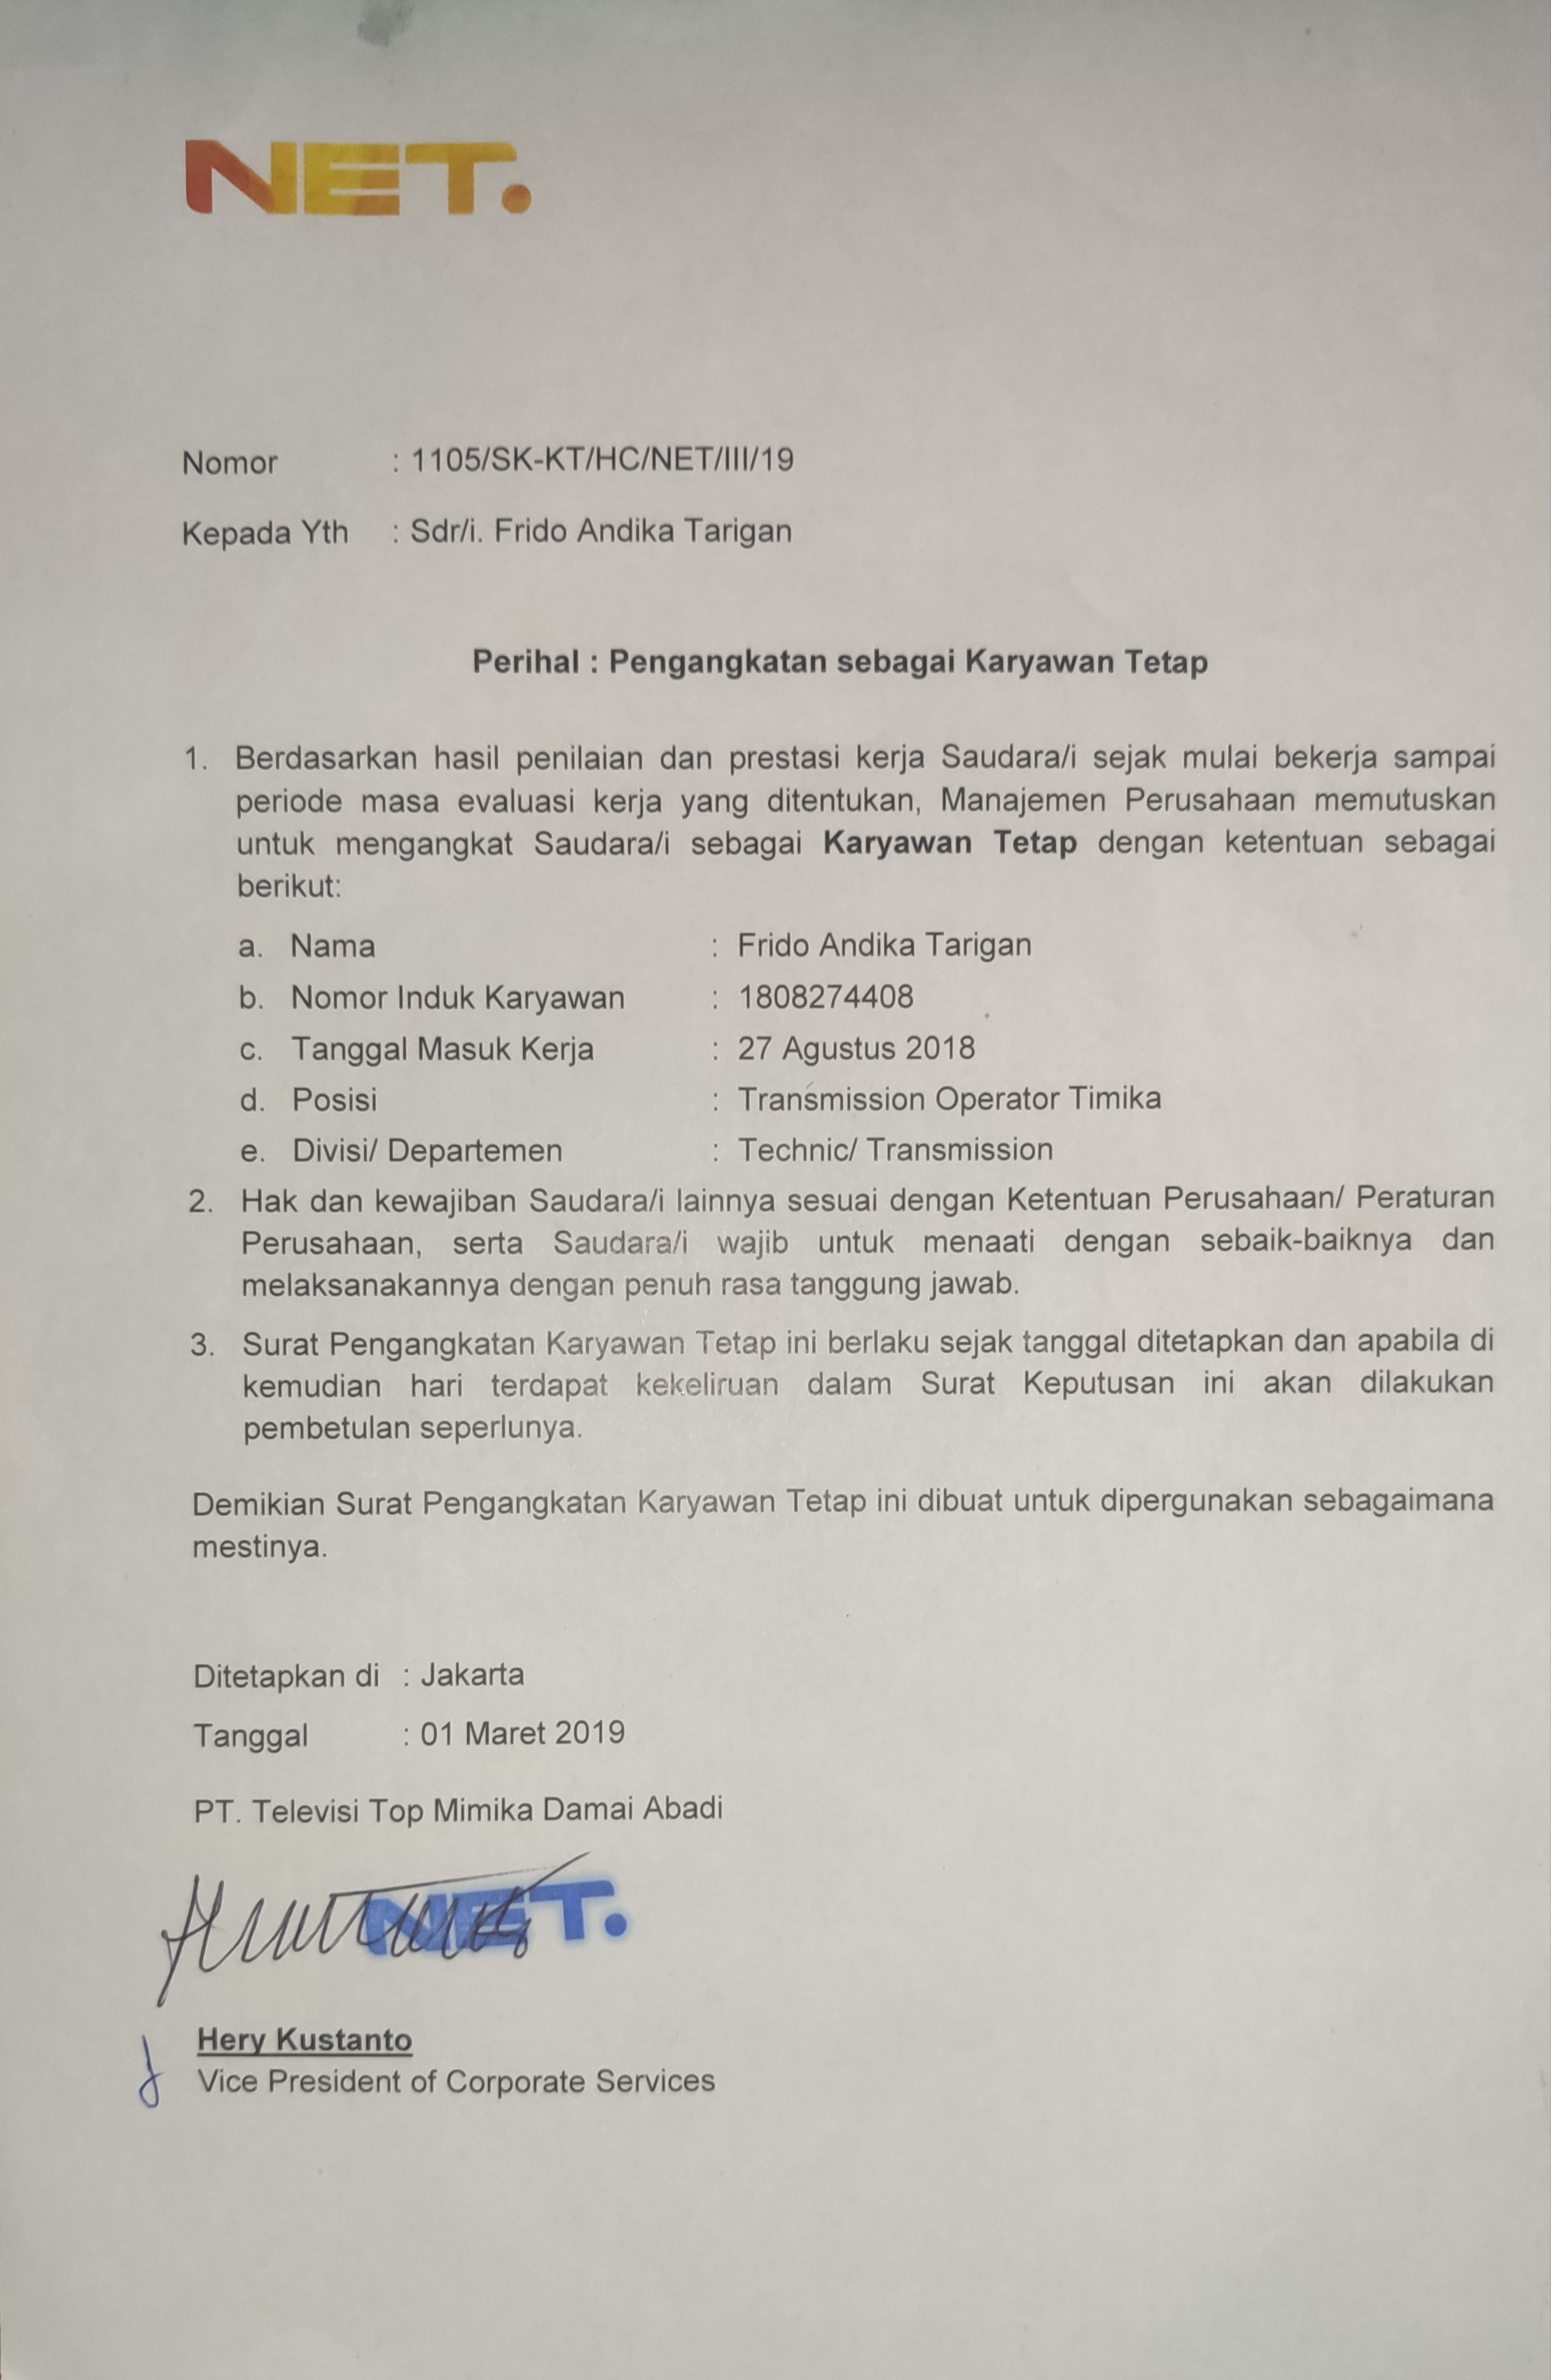 NET.
Nomor : 1105/SK-KT/HC/NET/III/19
Kepada Yth : Sdr/i. Frido Andika Tarigan
Perihal : Pengangkatan sebagai Karyawan Tetap
1. Berdasarkan hasil penilaian dan prestasi kerja Saudara/i sejak mulai bekerja sampai
periode masa evaluasi kerja yang ditentukan, Manajemen Perusahaan memutuskan
untuk mengangkat Saudara/i sebagai Karyawan Tetap dengan ketentuan sebagai
berikut:
a. Nama : Frido Andika Tarigan
b. Nomor Induk Karyawan : 1808274408
c. Tanggal Masuk Kerja : 27 Agustus 2018
d. Posisi : Transmission Operator Timika
e. Divisi/ Departemen : Technic/ Transmission
2. Hak dan kewajiban Saudara/i lainnya sesuai dengan Ketentuan Perusahaan/ Peraturan
Perusahaan, serta Saudara/i wajib untuk menaati dengan sebaik-baiknya dan
melaksanakannya dengan penuh rasa tanggung jawab.
3. Surat Pengangkatan Karyawan Tetap ini berlaku sejak tanggal ditetapkan dan apabila di
kemudian hari terdapat kekeliruan dalam Surat Keputusan ini akan dilakukan
pembetulan seperlunya.
Demikian Surat Pengangkatan Karyawan Tetap ini dibuat untuk dipergunakan sebagaimana
mestinya.
Ditetapkan di : Jakarta
Tanggal : 01 Maret 2019
PT. Televisi Top Mimika Damai Abadi
NET.
Hery Kustanto
Vice President of Corporate Services